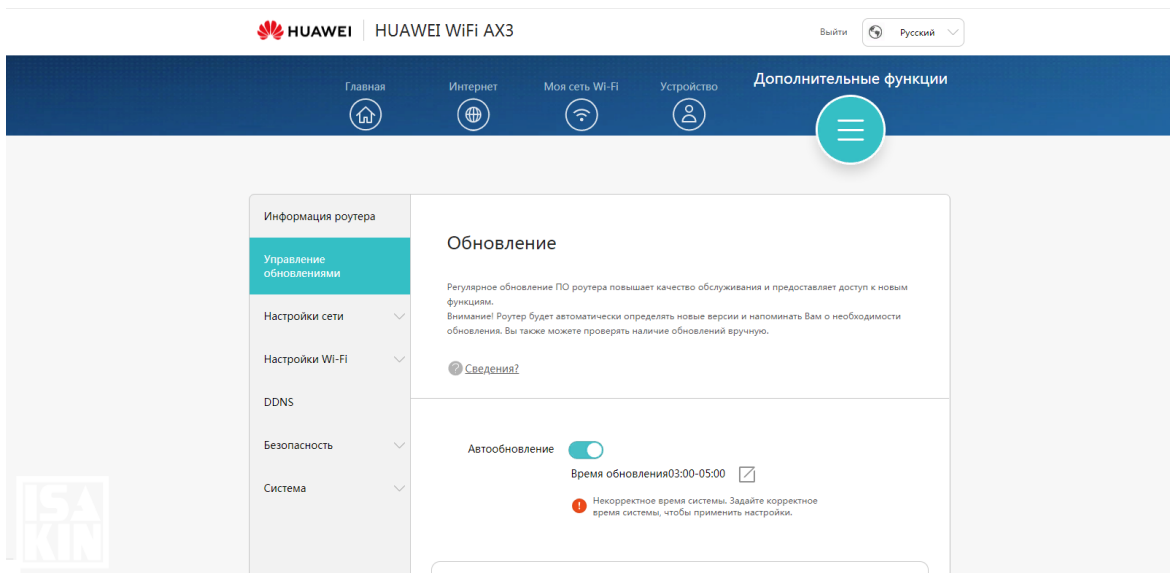 HUAWEI
HUAWEI WiFi AX3
Выйти
Русский
Главная
Интернет
Моя сеть Wi-Fi
Устройство
Дополнительные функции
Информация роутера
Управление
обновлениями
Настройки сети
Настройки Wi-Fi
DDNS
Безопасность
Система
Обновление
Регулярное обновление ПО роутера повышает качество обслуживания и предоставляет доступ к новым
функциям.
Внимание! Роутер будет автоматически определять новые версии и напоминать Вам о необходимости
обновления. Вы также можете проверять наличие обновлений вручную.
? Сведения?
Автообновление
Время обновления03:00-05:00
! Некорректное время системы. Задайте корректное
время системы, чтобы применить настройки.
ISA
KIN